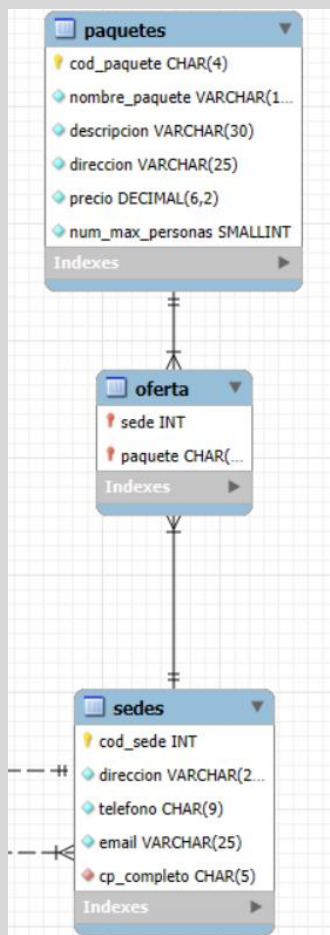 paquetes
cod_paquete CHAR(4)
nombre_paquete VARCHAR(1...
descripcion VARCHAR(30)
direccion VARCHAR(25)
precio DECIMAL(6,2)
num_max_personas SMALLINT
Indexes
oferta
sede INT
paquete CHAR(...
Indexes
sedes
cod_sede INT
direccion VARCHAR(2...
telefono CHAR(9)
email VARCHAR(25)
cp_completo CHAR(5)
Indexes